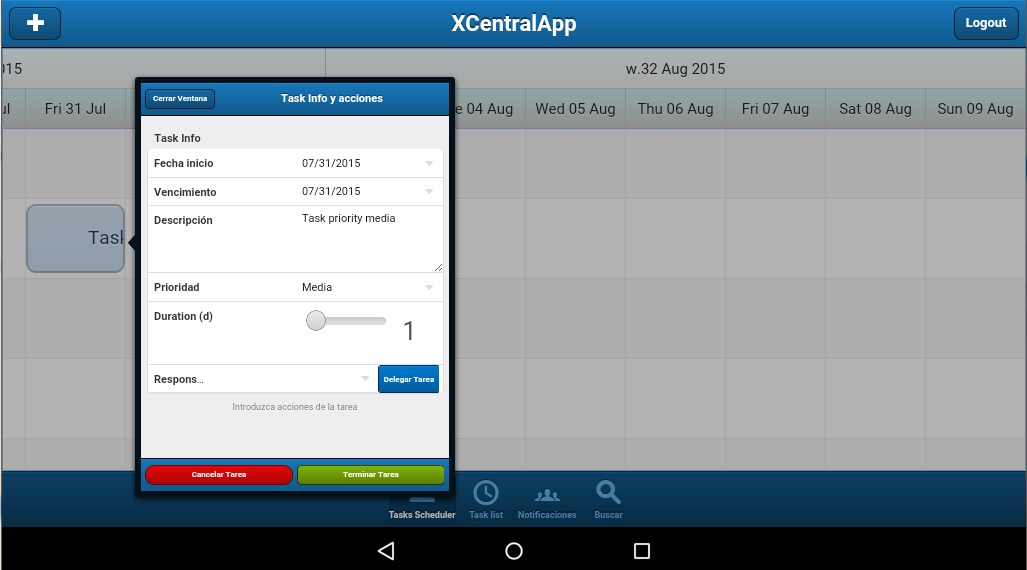 XCentralApp
Logout
015
w.32 Aug 2015
ul
Fri 31 Jul
e 04 Aug
Wed 05 Aug
Thu 06 Aug
Fri 07 Aug
Sat 08 Aug
Sun 09 Aug
Cerrar Ventana
Task Info y acciones
Task Info
Fecha inicio 07/31/2015
Vencimiento 07/31/2015
Descripción Task priority media
Task
Prioridad Media
Duration (d) 1
Respons...
Delegar Tarea
Introduzca acciones de la tarea
Cancelar Tarea
Terminar Tarea
Tasks Scheduler
Task list
Notificaciones
Buscar